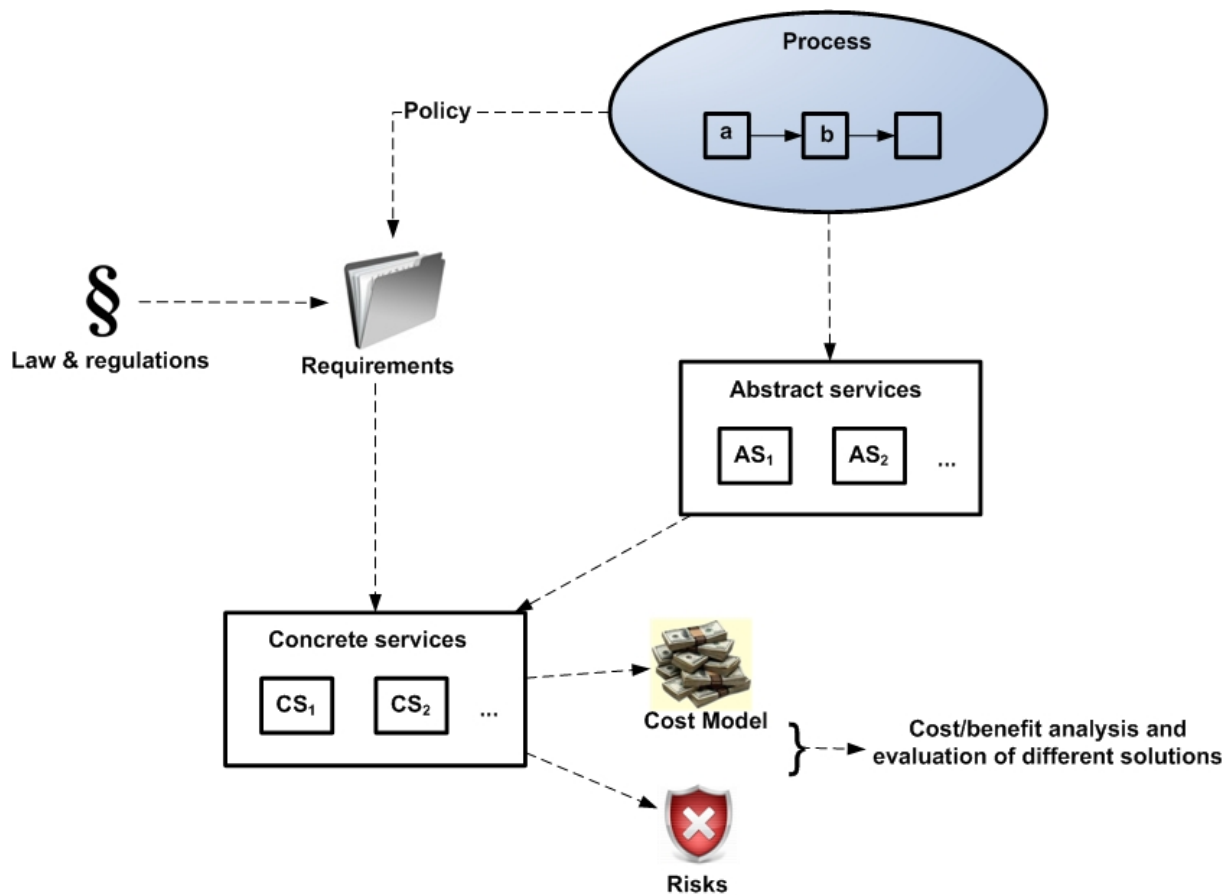 Process
a
b
Policy
§
Law & regulations
Requirements
Abstract services
AS₁
AS₂
...
Concrete services
CS₁
CS₂
...
Cost Model
Cost/benefit analysis and
evaluation of different solutions
Risks